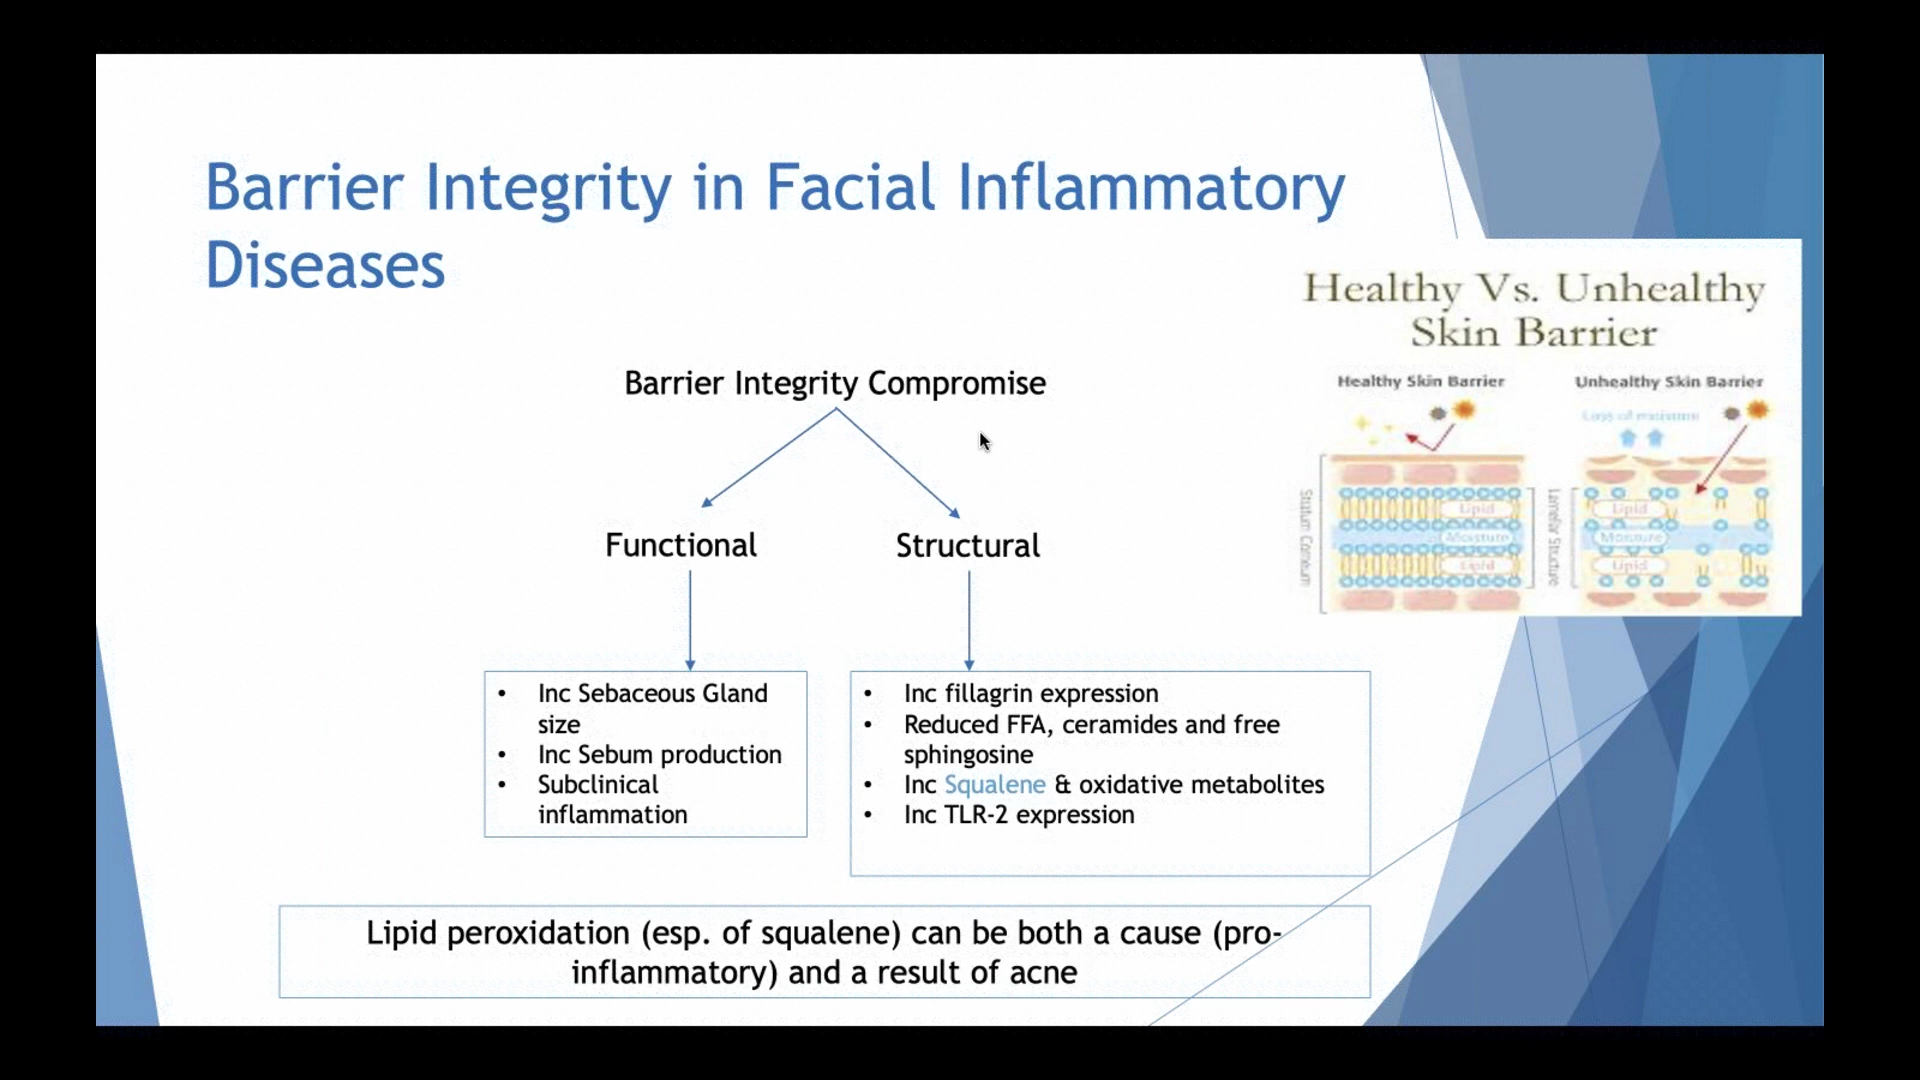 Barrier Integrity in Facial Inflammatory
Diseases
Healthy Vs. Unhealthy
Skin Barrier
Healthy Skin Barrier
Unhealthy Skin Barrier
Loss of moisture
Stratum Corneum
Lipid
Moisture
Lipid
Lamellar Structure
Lipid
Moisture
Lipid
Barrier Integrity Compromise
Functional
Structural
• Inc Sebaceous Gland
size
• Inc Sebum production
• Subclinical
inflammation
• Inc fillagrin expression
• Reduced FFA, ceramides and free
sphingosine
• Inc Squalene & oxidative metabolites
• Inc TLR-2 expression
Lipid peroxidation (esp. of squalene) can be both a cause (pro-
inflammatory) and a result of acne